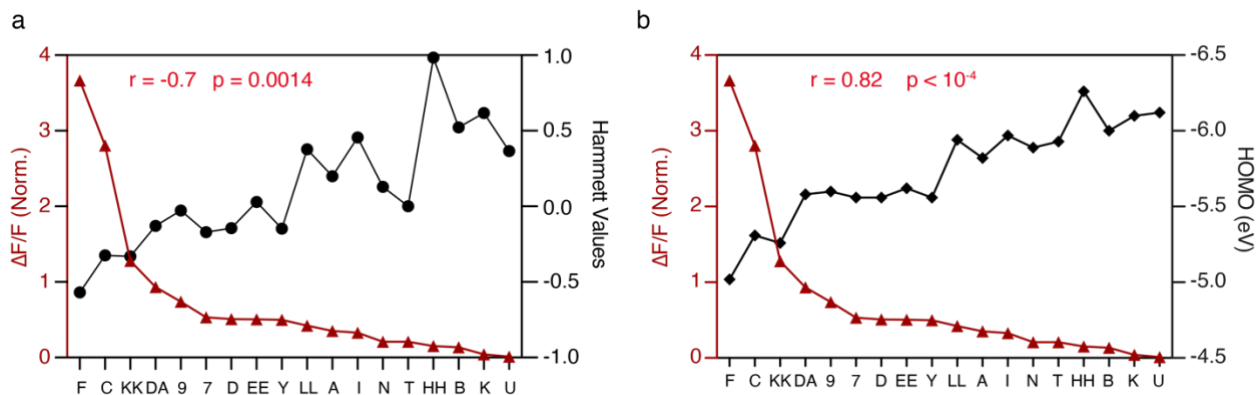 a
r = -0.7 p = 0.0014
4
3
2
1
0
ΔF/F (Norm.)
1.0
0.5
0.0
-0.5
-1.0
Hammett Values
F C KK DA 9 7 D EE Y LL A I N T HH B K U
b
r = 0.82 p < 10⁻⁴
4
3
2
1
0
ΔF/F (Norm.)
-6.5
-6.0
-5.5
-5.0
-4.5
HOMO (eV)
F C KK DA 9 7 D EE Y LL A I N T HH B K U